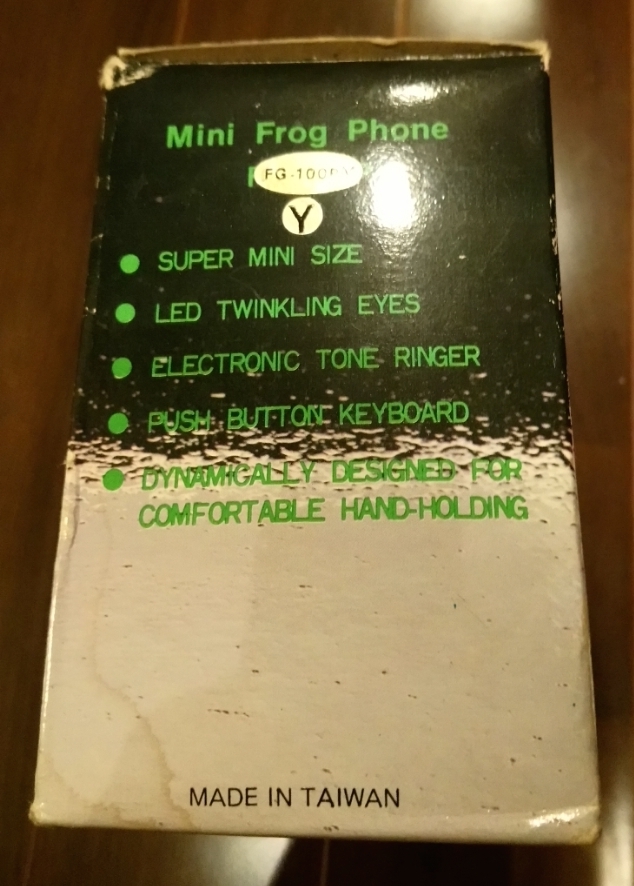 Mini Frog Phone
Y
SUPER MINI SIZE
LED TWINKLING EYES
ELECTRONIC TONE RINGER
PUSH BUTTON KEYBOARD
DYNAMICALLY DESIGNED FOR
COMFORTABLE HAND-HOLDING
MADE IN TAIWAN